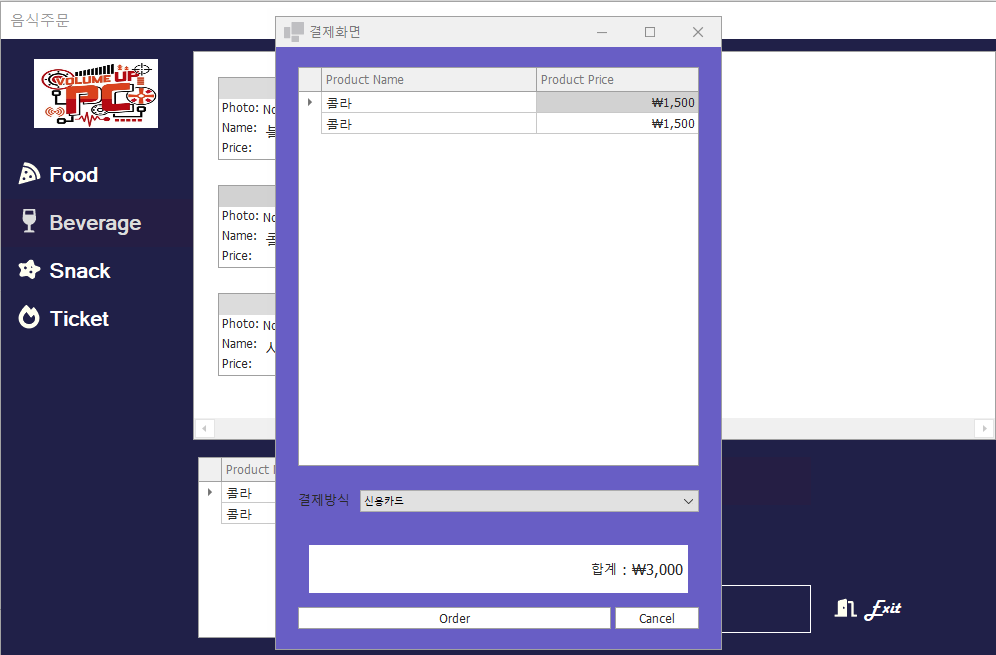 음식주문
결제화면
VOLUME UP
PC
Food
Beverage
Snack
Ticket
Photo: No
Name:
Price:
Photo: No
Name: 콜
Price:
Photo: No
Name: 사
Price:
Product Name Product Price
콜라 ₩1,500
콜라 ₩1,500
결제방식 신용카드
합계 : ₩3,000
Order Cancel
Product N
콜라
콜라
Exit